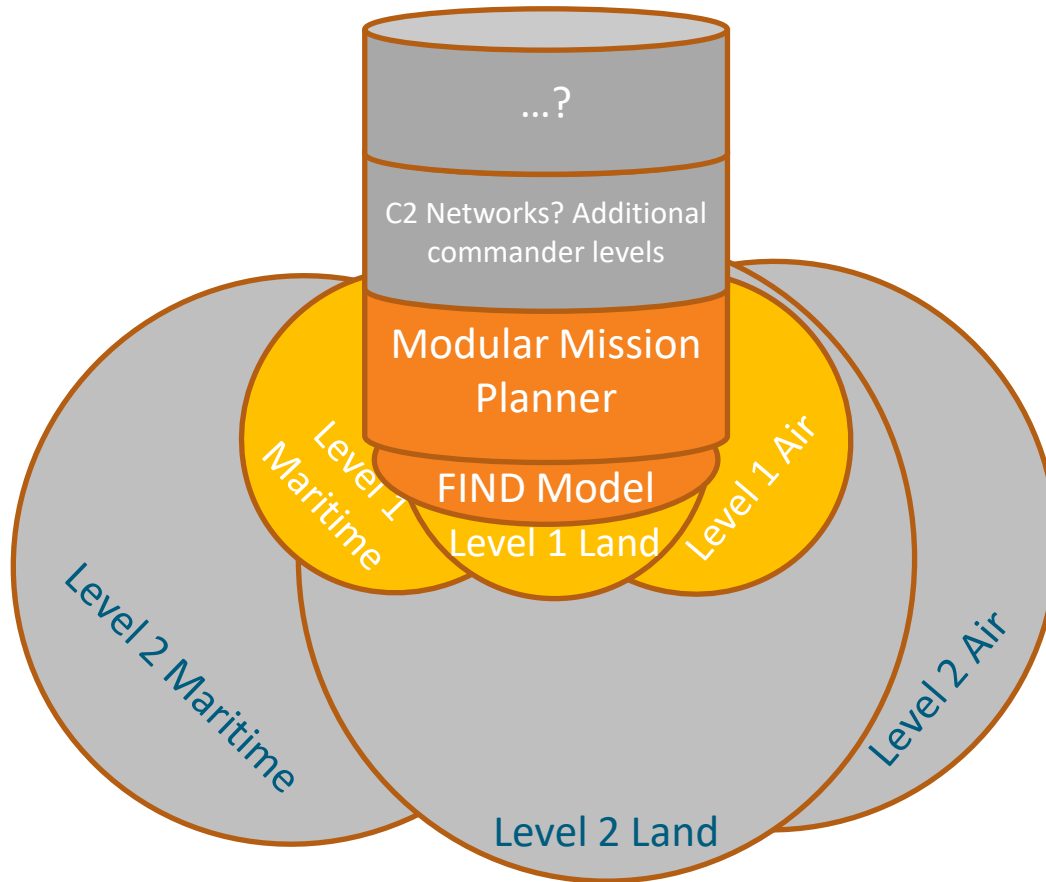 ...?
C2 Networks? Additional
commander levels
Modular Mission
Planner
FIND Model
Level 1
Maritime
Level 1 Land
Level 1 Air
Level 2 Maritime
Level 2 Land
Level 2 Air